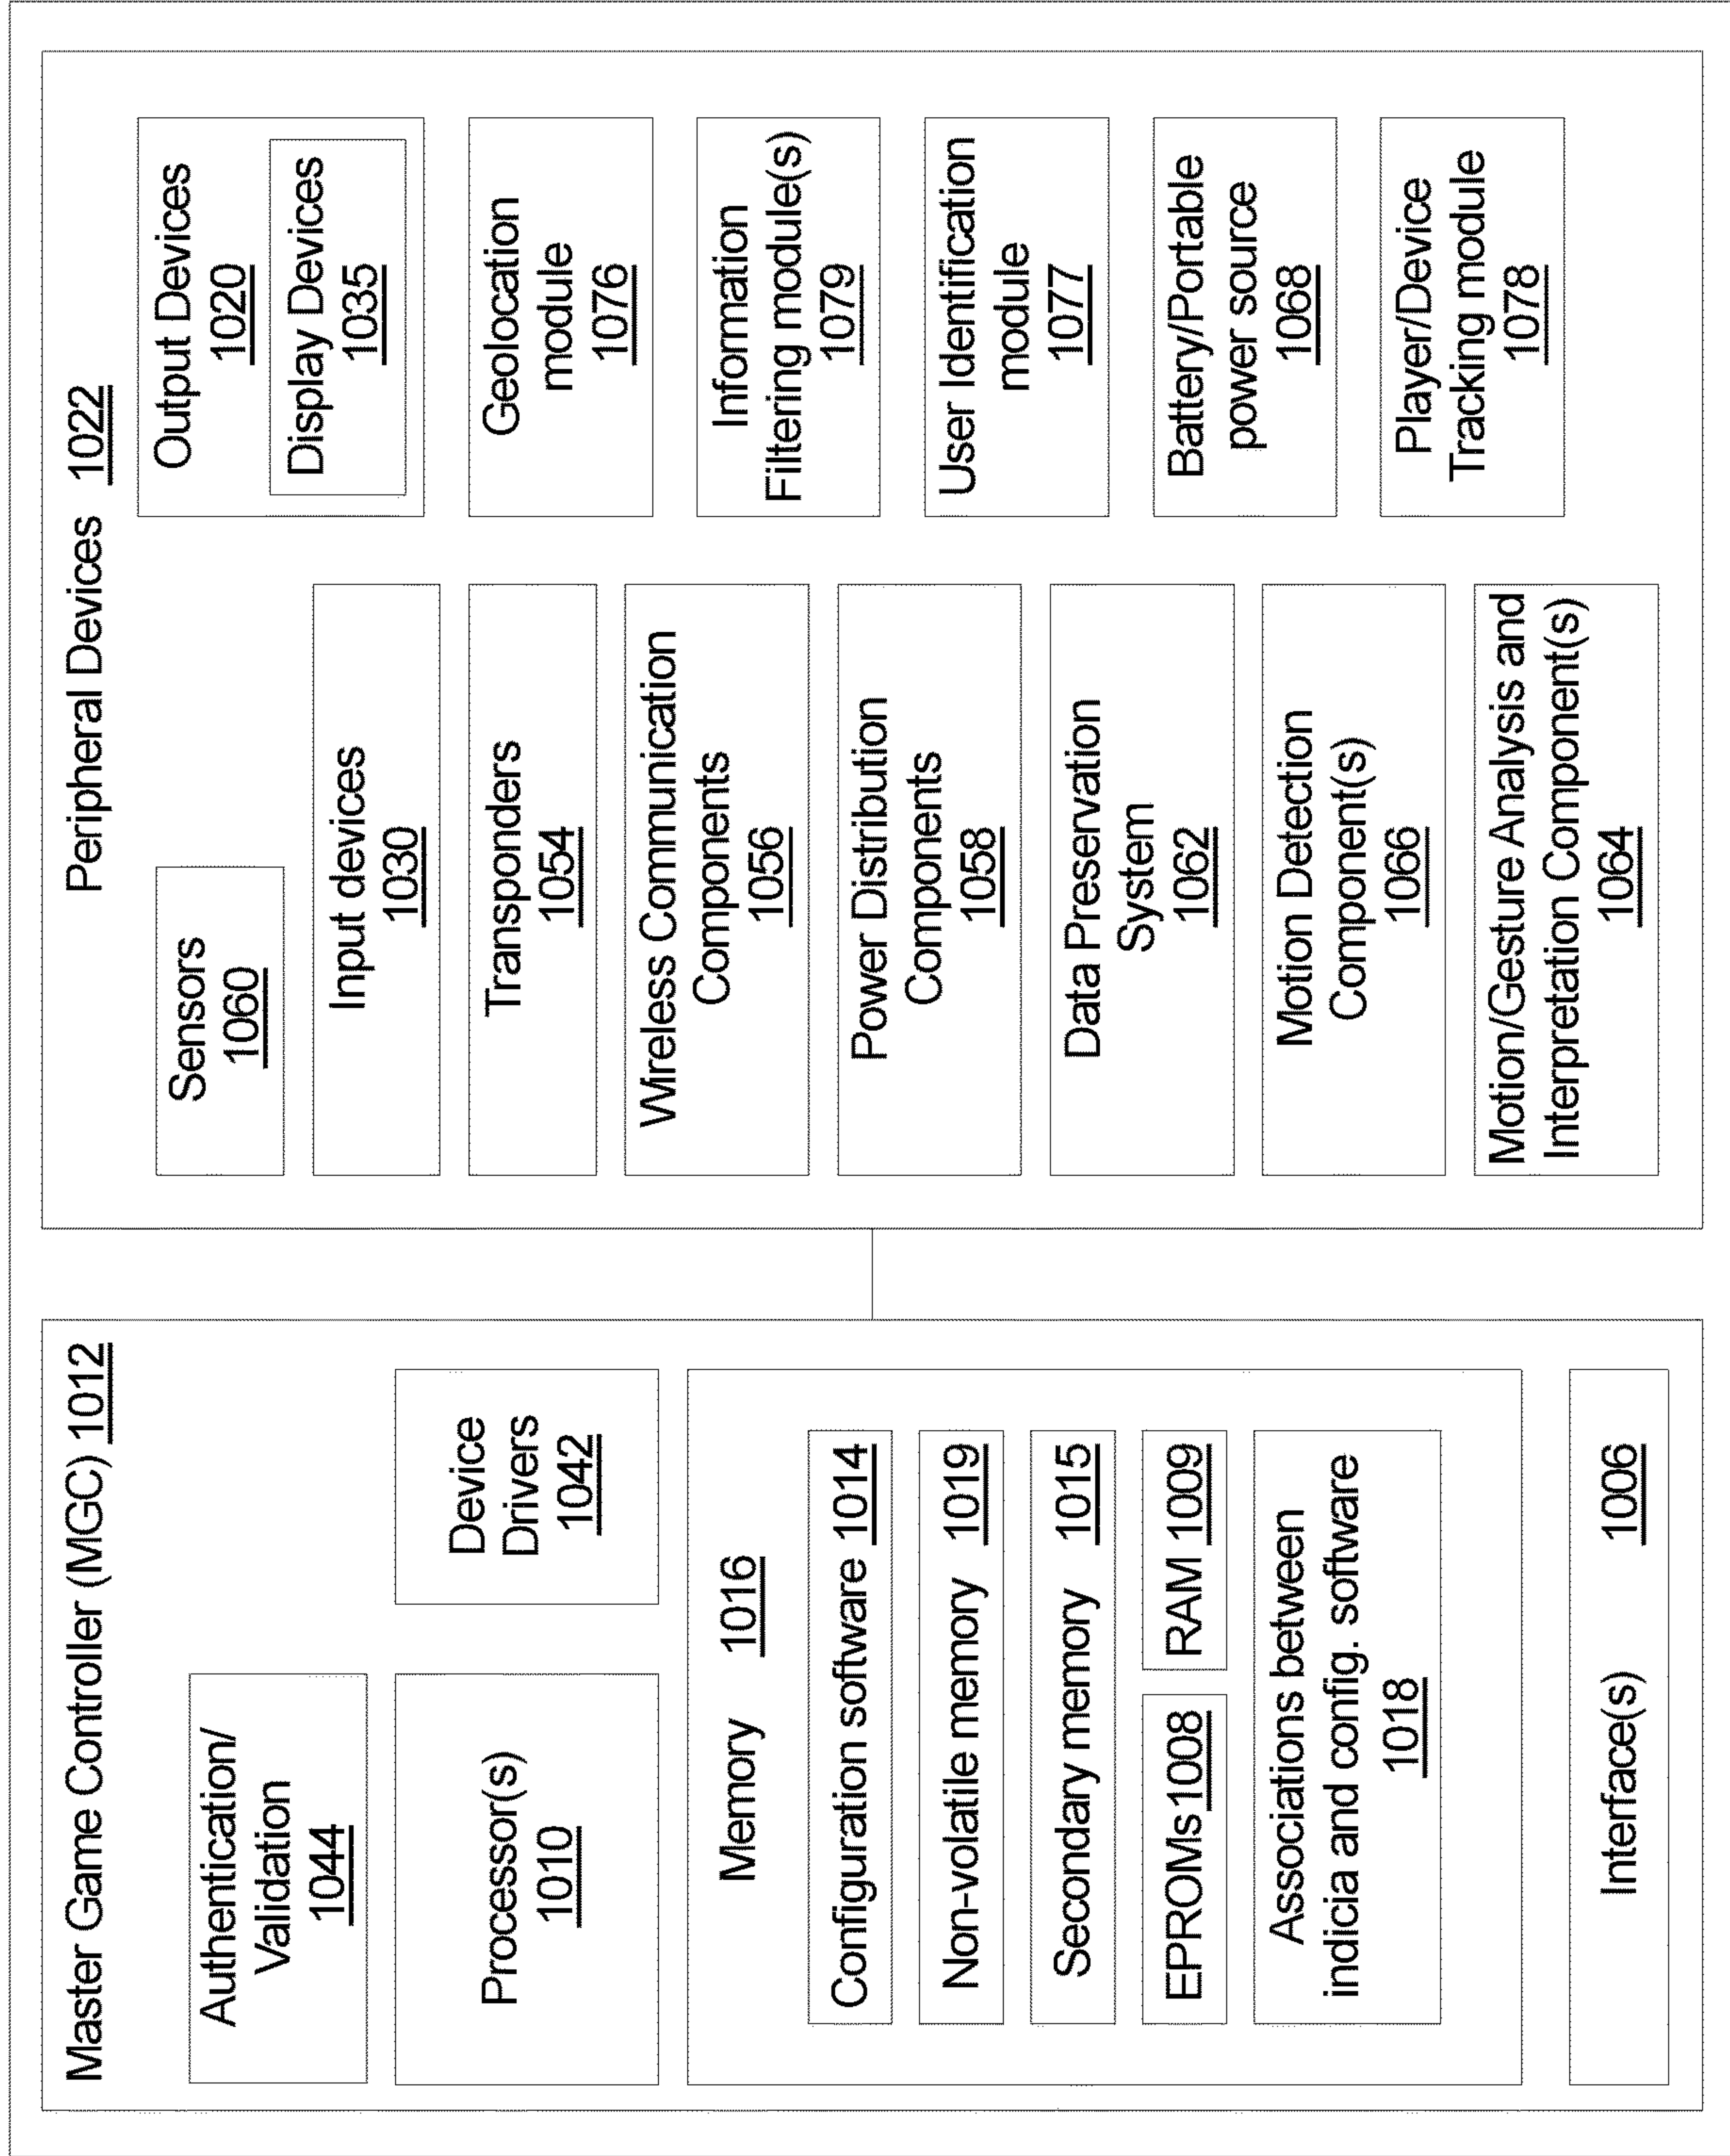 Master Game Controller (MGC) 1012
Authentication/
Validation
1044
Processor(s)
1010
Device
Drivers
1042
Memory 1016
Configuration software 1014
Non-volatile memory 1019
Secondary memory 1015
EPROMs 1008
RAM 1009
Associations between
indicia and config. software
1018
Interface(s) 1006
Peripheral Devices 1022
Sensors
1060
Input devices
1030
Transponders
1054
Wireless Communication
Components
1056
Power Distribution
Components
1058
Data Preservation
System
1062
Motion Detection
Component(s)
1066
Motion/Gesture Analysis and
Interpretation Component(s)
1064
Output Devices
1020
Display Devices
1035
Geolocation
module
1076
Information
Filtering module(s)
1079
User Identification
module
1077
Battery/Portable
power source
1068
Player/Device
Tracking module
1078